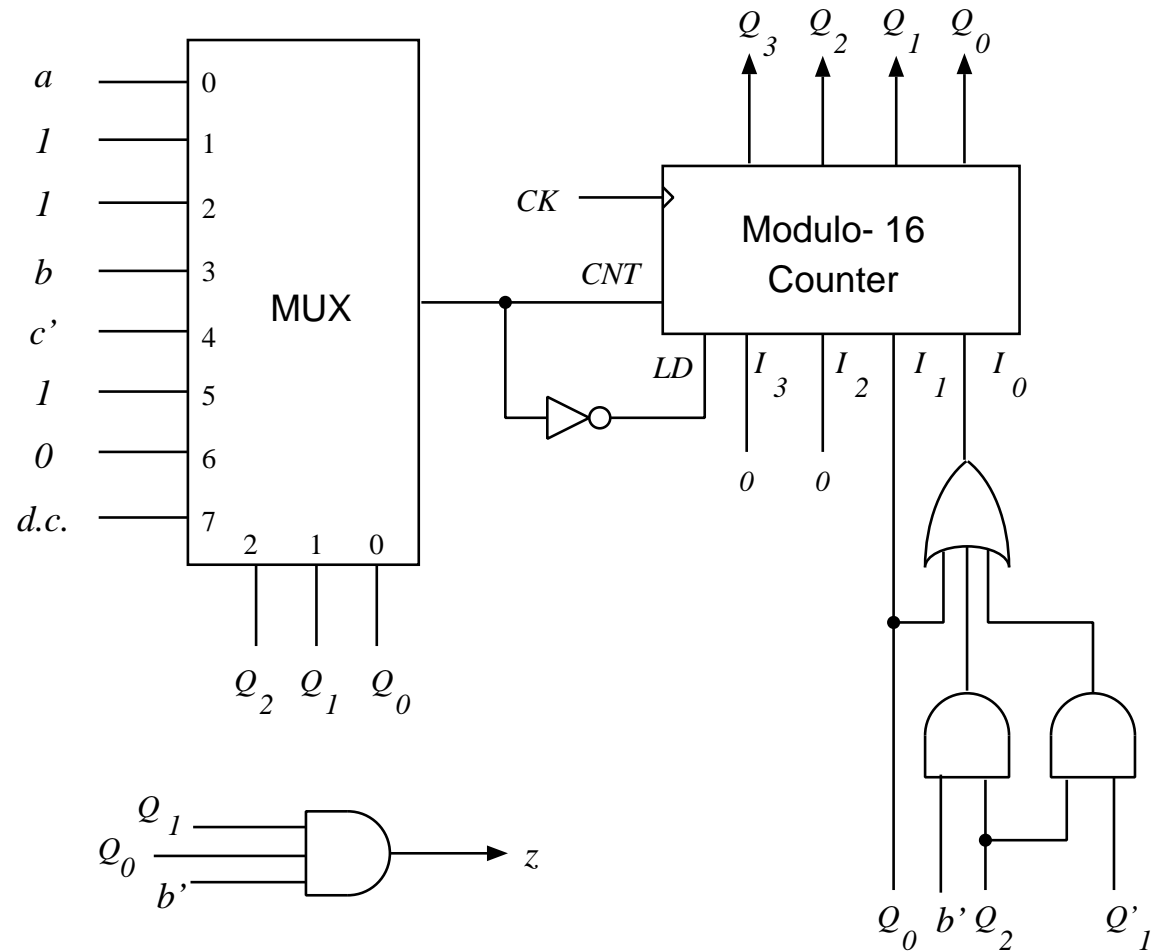 Q3 Q2 Q1 Q0
a 0
1 1
1 2
b 3
c’ 4
1 5
0 6
d.c. 7
MUX
2 1 0
Q2 Q1 Q0
CK
CNT
LD
Modulo- 16
Counter
I3 I2 I1 I0
0 0
Q1
Q0
b’
z
Q0 b’ Q2 Q’1